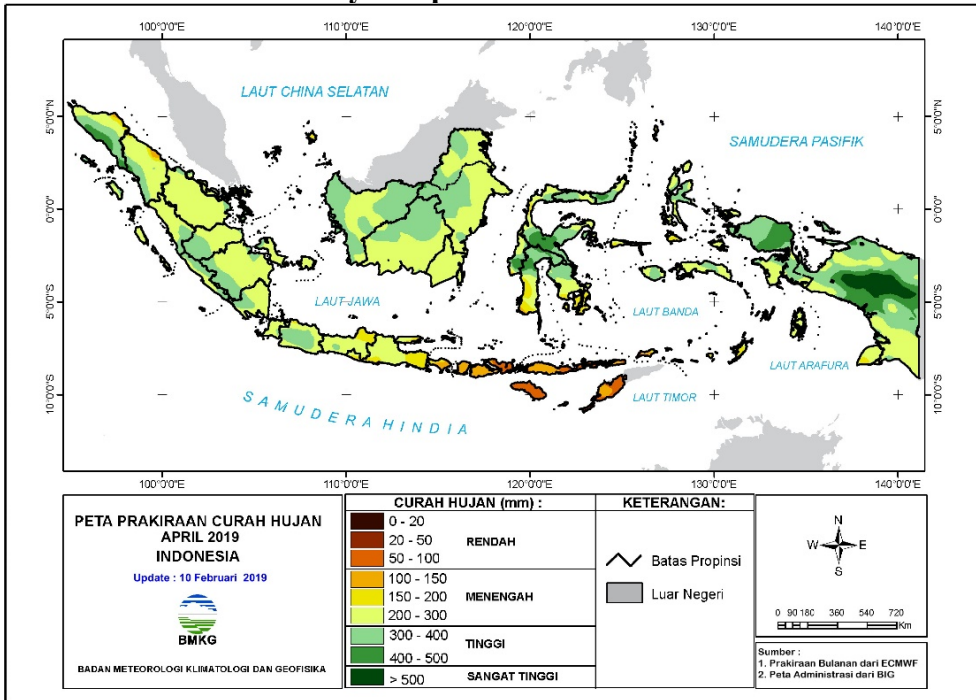 100°0'0"E 110°0'0"E 120°0'0"E 130°0'0"E 140°0'0"E
LAUT CHINA SELATAN
SAMUDERA PASIFIK
5°0'0"N 5°0'0"N
0°0'0" 0°0'0"
5°0'0"S 5°0'0"S
10°0'0"S 10°0'0"S
LAUT JAWA
LAUT BANDA
LAUT ARAFURA
LAUT TIMOR
SAMUDERA HINDIA
100°0'0"E 110°0'0"E 120°0'0"E 130°0'0"E 140°0'0"E
PETA PRAKIRAAN CURAH HUJAN
APRIL 2019
INDONESIA
Update : 10 Februari 2019
BMKG
BADAN METEOROLOGI KLIMATOLOGI DAN GEOFISIKA
CURAH HUJAN (mm) :
0 - 20
20 - 50
50 - 100
RENDAH
100 - 150
150 - 200
200 - 300
MENENGAH
300 - 400
400 - 500
TINGGI
> 500 SANGAT TINGGI
KETERANGAN:
Batas Propinsi
Luar Negeri
N
W E
S
0 90 180 360 540 720
Km
Sumber :
1. Prakiraan Bulanan dari ECMWF
2. Peta Administrasi dari BIG